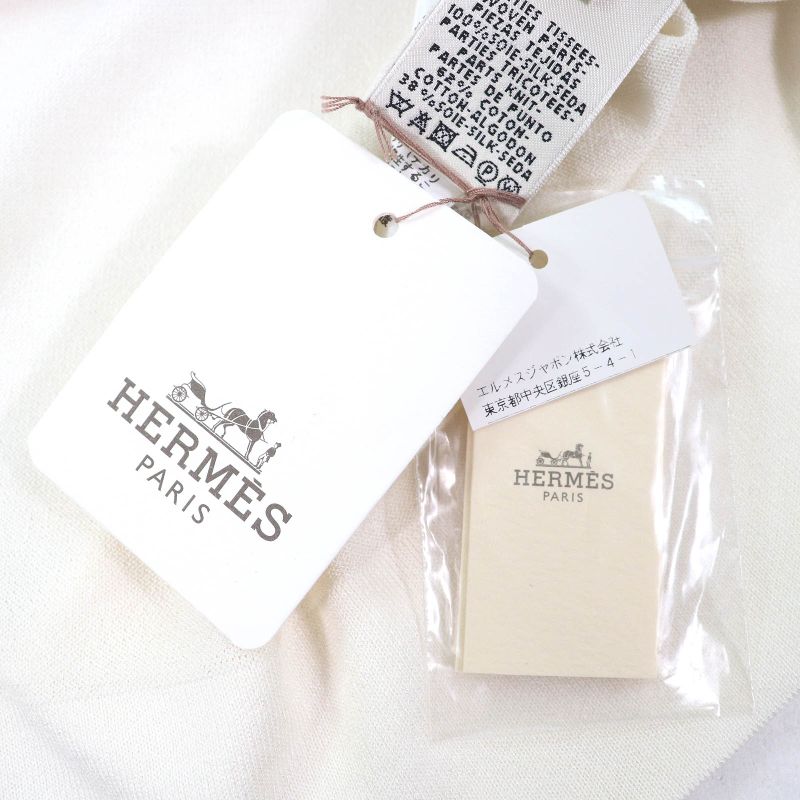 WOVEN PARTS-
PIEZAS TEJIDAS-
100%SOIE-SILK-SEDA
PARTIES TRICOTEES-
PARTS KNIT-
PARTES DE PUNTO
62% COTON-
COTTON-ALGODON
38%SOIE-SILK-SEDA
P W
HERMÈS
PARIS
エルメスジャポン株式会社
東京都中央区銀座5-4-1
HERMÈS
PARIS